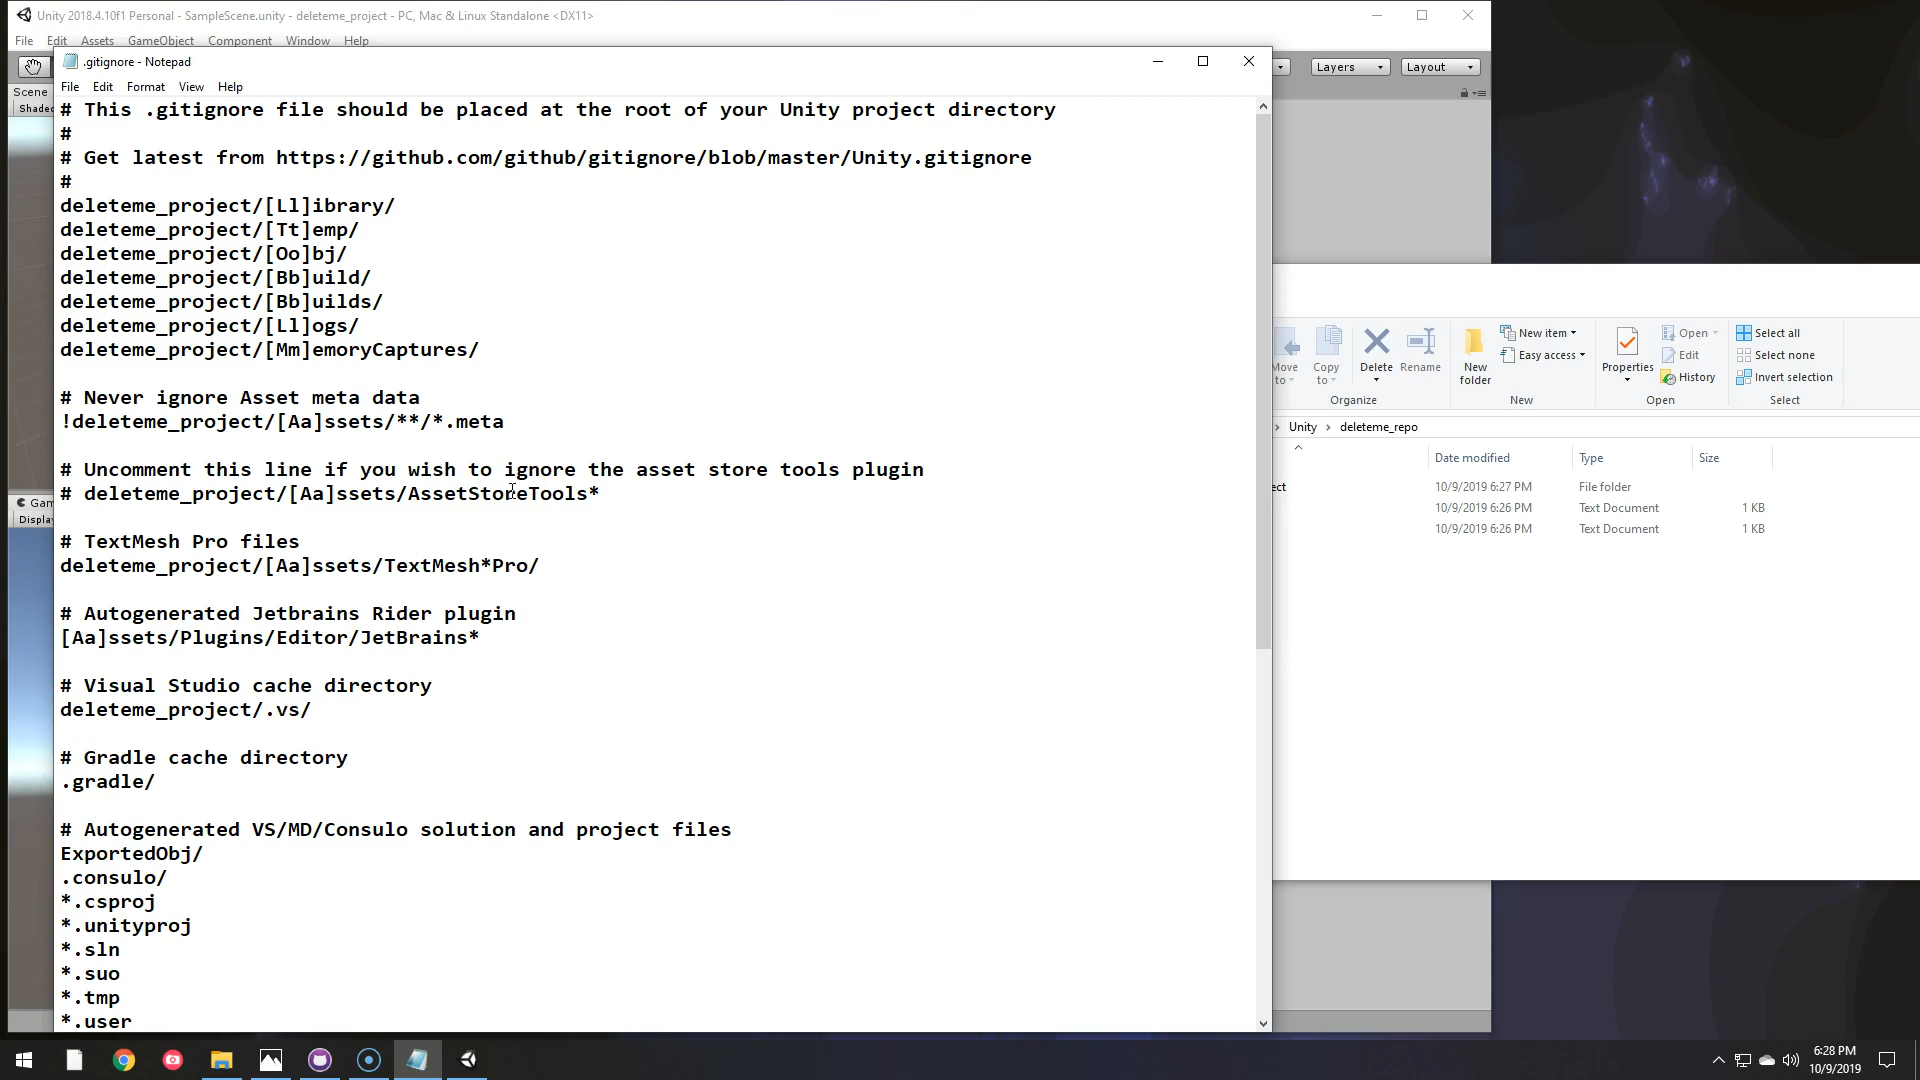 Unity 2018.4.10f1 Personal - SampleScene.unity - deleteme_project - PC, Mac & Linux Standalone <DX11>
File Edit Assets GameObject Component Window Help
.gitignore - Notepad
File Edit Format View Help
Layers Layout
Scene
Shaded
# This .gitignore file should be placed at the root of your Unity project directory
#
# Get latest from https://github.com/github/gitignore/blob/master/Unity.gitignore
#
deleteme_project/[Ll]ibrary/
deleteme_project/[Tt]emp/
deleteme_project/[Oo]bj/
deleteme_project/[Bb]uild/
deleteme_project/[Bb]uilds/
deleteme_project/[Ll]ogs/
deleteme_project/[Mm]emoryCaptures/
# Never ignore Asset meta data
!deleteme_project/[Aa]ssets/**/*.meta
# Uncomment this line if you wish to ignore the asset store tools plugin
# deleteme_project/[Aa]ssets/AssetStoreTools*
# TextMesh Pro files
deleteme_project/[Aa]ssets/TextMesh*Pro/
# Autogenerated Jetbrains Rider plugin
[Aa]ssets/Plugins/Editor/JetBrains*
# Visual Studio cache directory
deleteme_project/.vs/
# Gradle cache directory
.gradle/
# Autogenerated VS/MD/Consulo solution and project files
ExportedObj/
.consulo/
*.csproj
*.unityproj
*.sln
*.suo
*.tmp
*.user
Gam
Display
Move to
Copy to
Delete
Rename
Organize
New folder
New item
Easy access
New
Properties
Open
Edit
History
Open
Select all
Select none
Invert selection
Select
Unity > deleteme_repo
Date modified Type Size
ect 10/9/2019 6:27 PM File folder
10/9/2019 6:26 PM Text Document 1 KB
10/9/2019 6:26 PM Text Document 1 KB
6:28 PM
10/9/2019